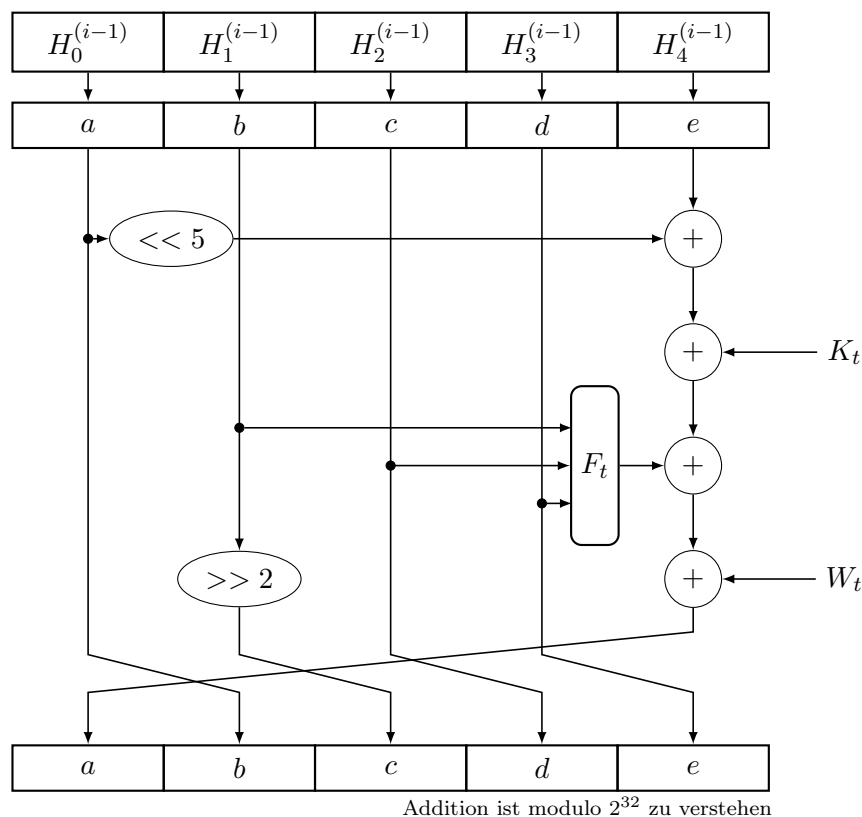 H_0^{(i-1)} H_1^{(i-1)} H_2^{(i-1)} H_3^{(i-1)} H_4^{(i-1)}
a b c d e
<< 5 +
+ K_t
F_t +
>> 2 + W_t
a b c d e
Addition ist modulo 2^{32} zu verstehen